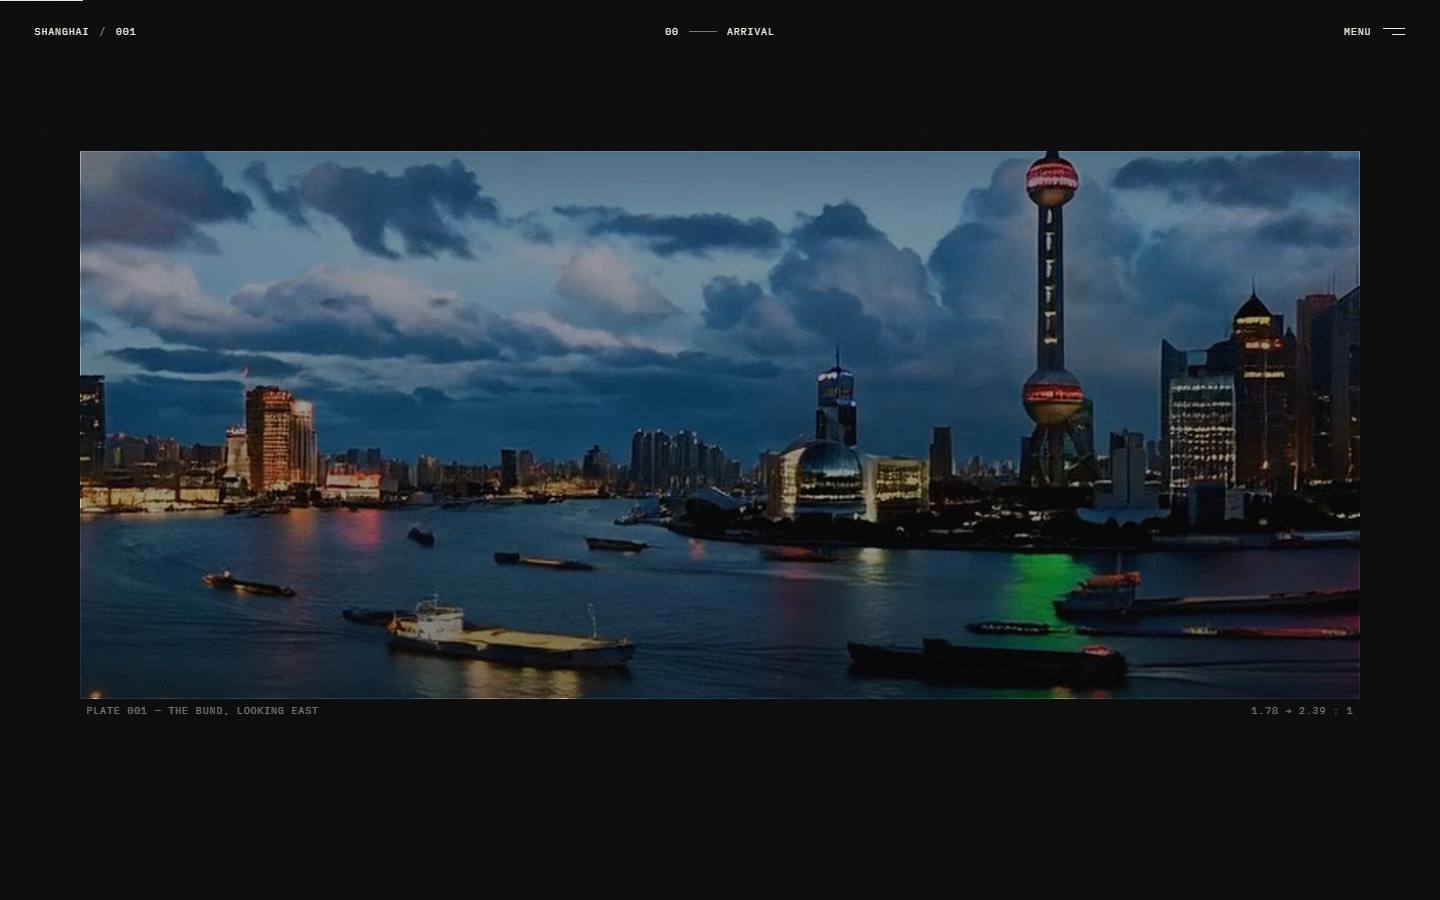 SHANGHAI / 001
00 — ARRIVAL
MENU
PLATE 001 — THE BUND, LOOKING EAST
1.78 → 2.39 : 1